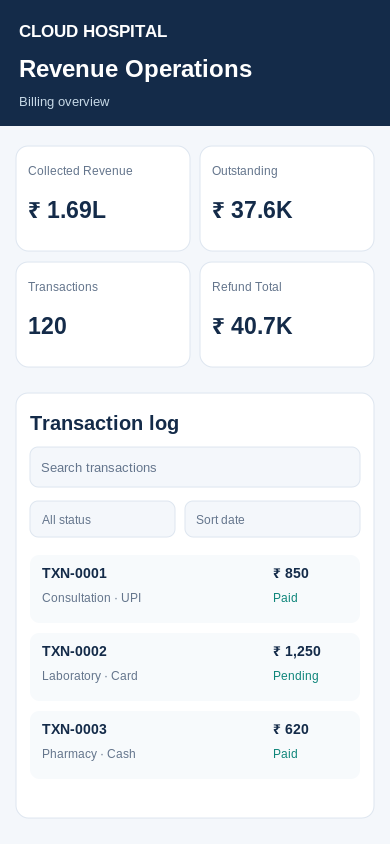 CLOUD HOSPITAL
Revenue Operations
Billing overview
Collected Revenue
₹ 1.69L
Outstanding
₹ 37.6K
Transactions
120
Refund Total
₹ 40.7K
Transaction log
Search transactions
All status
Sort date
TXN-0001 ₹ 850
Consultation · UPI Paid
TXN-0002 ₹ 1,250
Laboratory · Card Pending
TXN-0003 ₹ 620
Pharmacy · Cash Paid